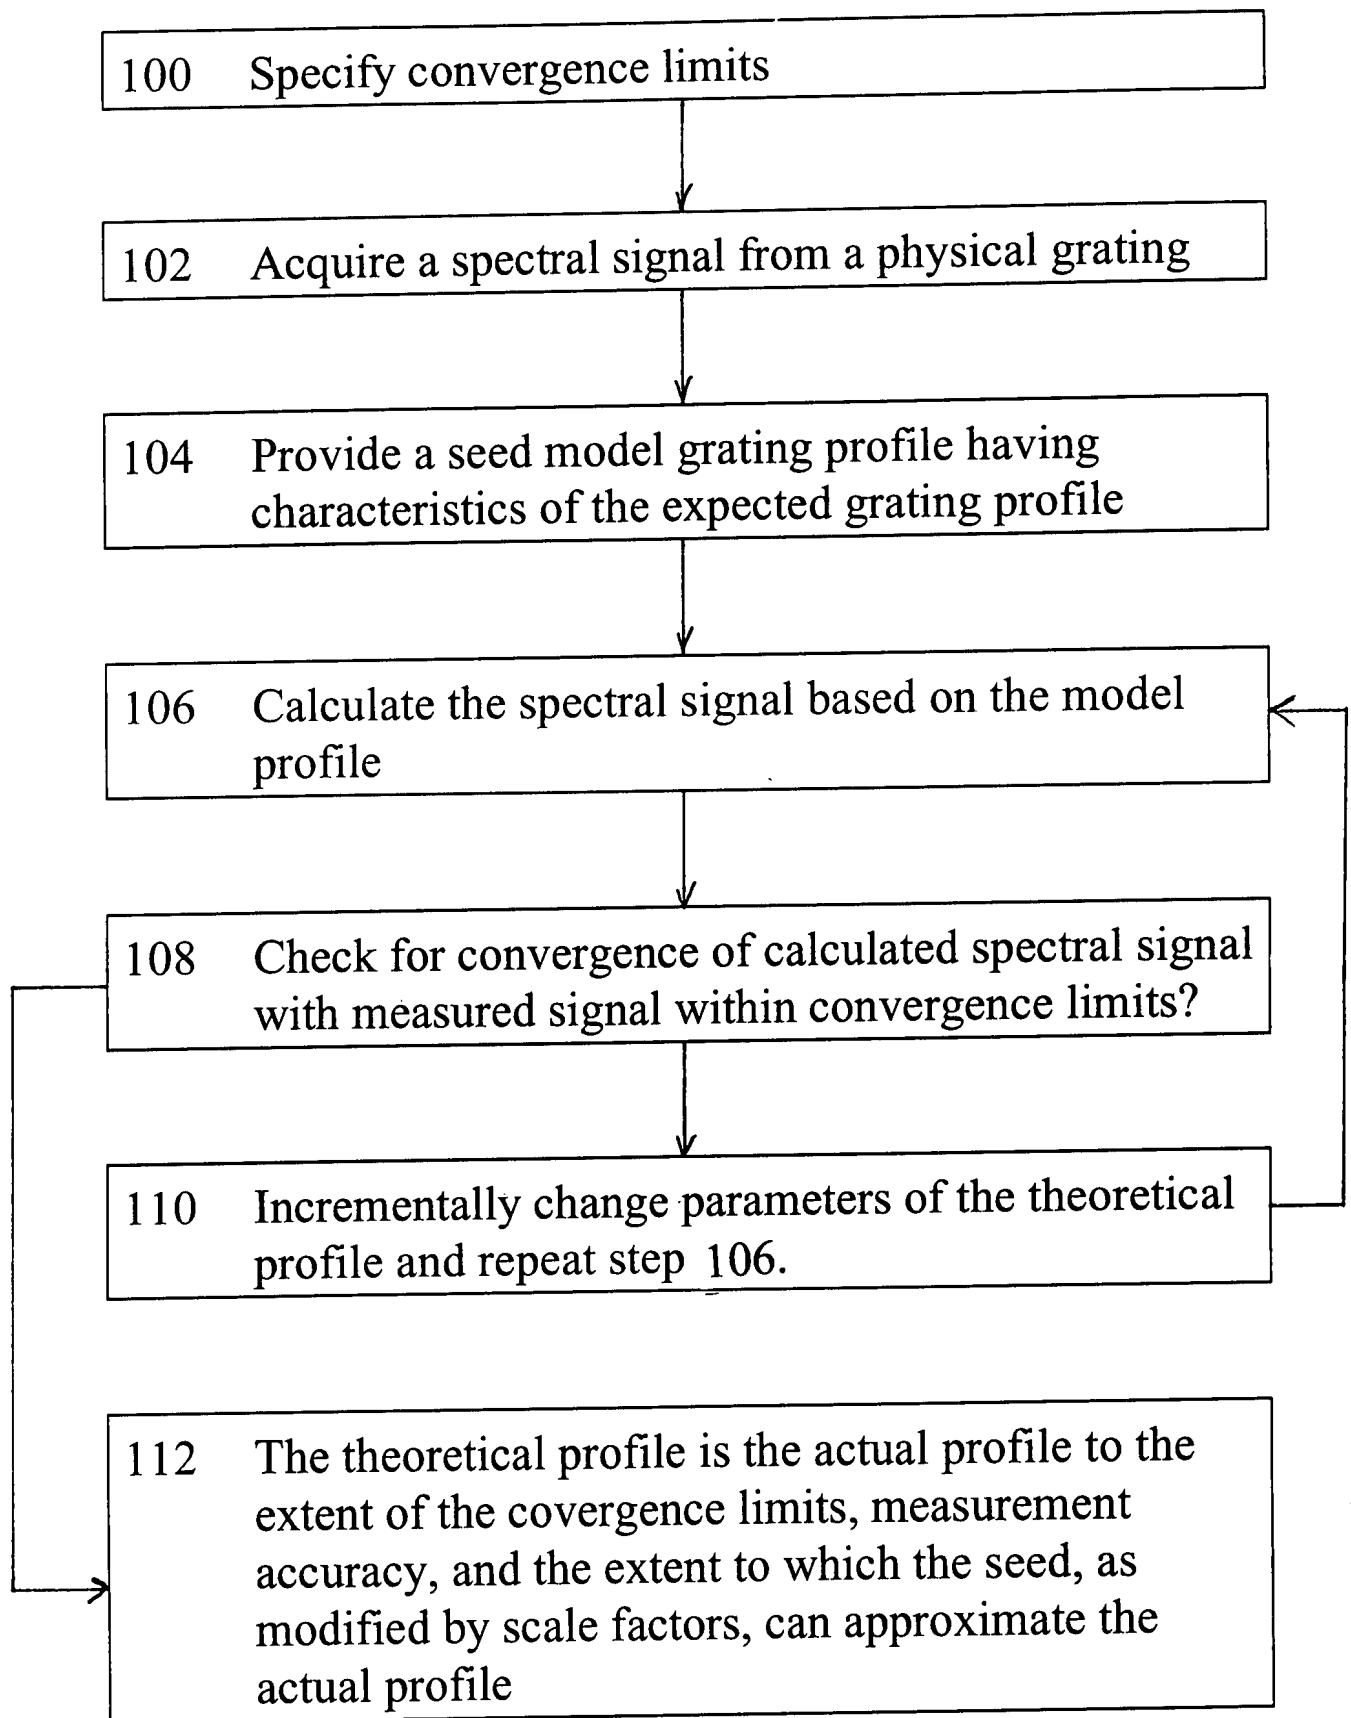 100 Specify convergence limits
102 Acquire a spectral signal from a physical grating
104 Provide a seed model grating profile having
characteristics of the expected grating profile
106 Calculate the spectral signal based on the model
profile
108 Check for convergence of calculated spectral signal
with measured signal within convergence limits?
110 Incrementally change parameters of the theoretical
profile and repeat step 106.
112 The theoretical profile is the actual profile to the
extent of the covergence limits, measurement
accuracy, and the extent to which the seed, as
modified by scale factors, can approximate the
actual profile